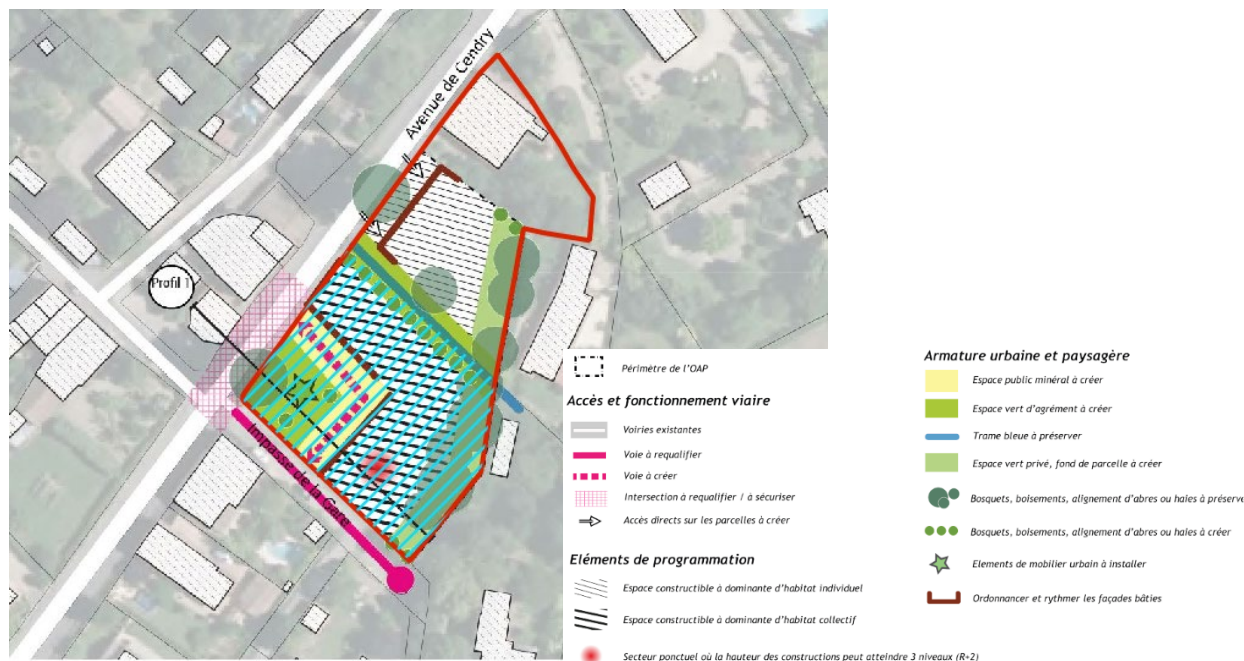 Avenue de Cendry
Profil 1
Impasse de la Gare
Périmètre de l'OAP
Accès et fonctionnement viaire
Voiries existantes
Voie à requalifier
Voie à créer
Intersection à requalifier / à sécuriser
Accès directs sur les parcelles à créer
Eléments de programmation
Espace constructible à dominante d'habitat individuel
Espace constructible à dominante d'habitat collectif
Secteur ponctuel où la hauteur des constructions peut atteindre 3 niveaux (R+2)
Armature urbaine et paysagère
Espace public minéral à créer
Espace vert d'agrément à créer
Trame bleue à préserver
Espace vert privé, fond de parcelle à créer
Bosquets, boisements, alignement d'abres ou haies à préserve
Bosquets, boisements, alignement d'abres ou haies à créer
Elements de mobilier urbain à installer
Ordonnancer et rythmer les façades bâties